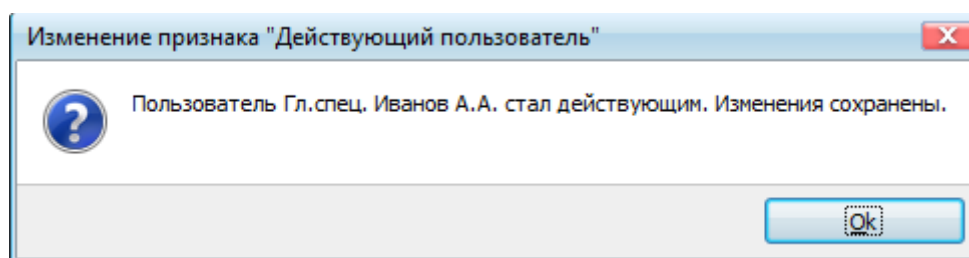 Изменение признака "Действующий пользователь"
Пользователь Гл.спец. Иванов А.А. стал действующим. Изменения сохранены.
Ok